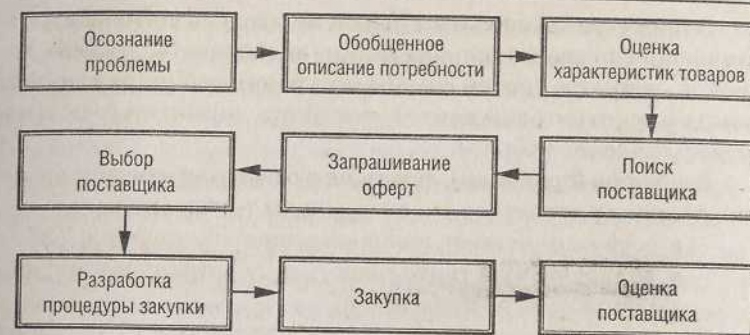 Осознание
проблемы
Обобщенное
описание потребности
Оценка
характеристик товаров
Поиск
поставщика
Запрашивание
оферт
Выбор
поставщика
Разработка
процедуры закупки
Закупка
Оценка
поставщика